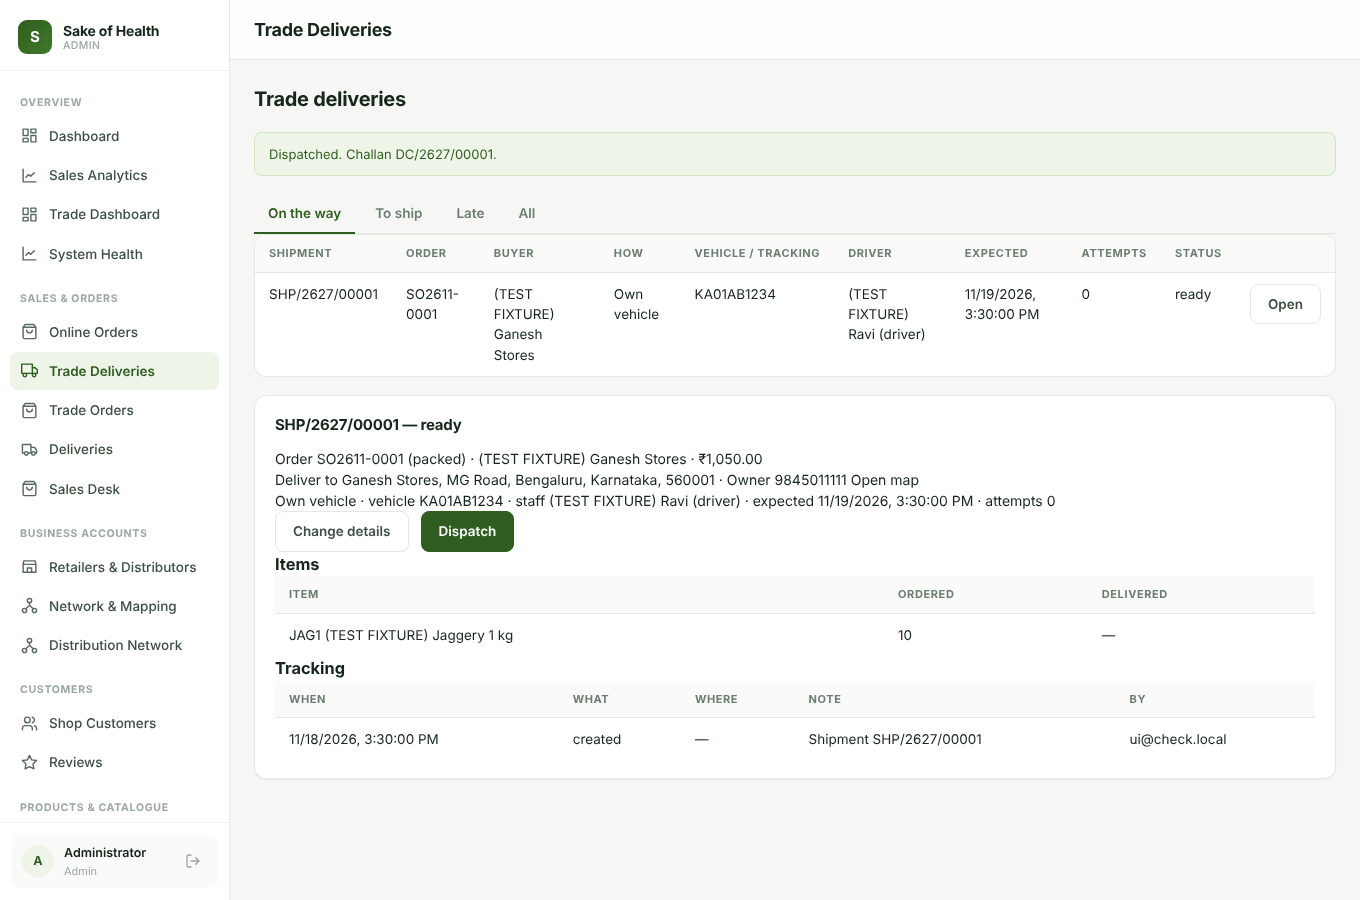 S
Sake of Health
ADMIN
OVERVIEW
Dashboard
Sales Analytics
Trade Dashboard
System Health
SALES & ORDERS
Online Orders
Trade Deliveries
Trade Orders
Deliveries
Sales Desk
BUSINESS ACCOUNTS
Retailers & Distributors
Network & Mapping
Distribution Network
CUSTOMERS
Shop Customers
Reviews
PRODUCTS & CATALOGUE
A
Administrator
Admin
Trade Deliveries
Trade deliveries
Dispatched. Challan DC/2627/00001.
On the way To ship Late All
SHIPMENT ORDER BUYER HOW VEHICLE / TRACKING DRIVER EXPECTED ATTEMPTS STATUS
SHP/2627/00001 SO2611- (TEST Own KA01AB1234 (TEST 11/19/2026, 0 ready Open
0001 FIXTURE) vehicle FIXTURE) 3:30:00 PM
Ganesh Ravi (driver)
Stores
SHP/2627/00001 — ready
Order SO2611-0001 (packed) · (TEST FIXTURE) Ganesh Stores · ₹1,050.00
Deliver to Ganesh Stores, MG Road, Bengaluru, Karnataka, 560001 · Owner 9845011111 Open map
Own vehicle · vehicle KA01AB1234 · staff (TEST FIXTURE) Ravi (driver) · expected 11/19/2026, 3:30:00 PM · attempts 0
Change details Dispatch
Items
ITEM ORDERED DELIVERED
JAG1 (TEST FIXTURE) Jaggery 1 kg 10 —
Tracking
WHEN WHAT WHERE NOTE BY
11/18/2026, 3:30:00 PM created — Shipment SHP/2627/00001 ui@check.local